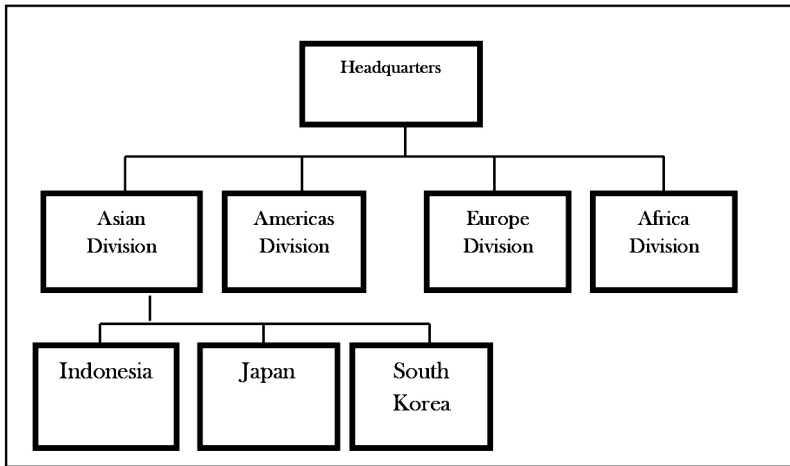 Headquarters
Asian
Division
Americas
Division
Europe
Division
Africa
Division
Indonesia
Japan
South
Korea